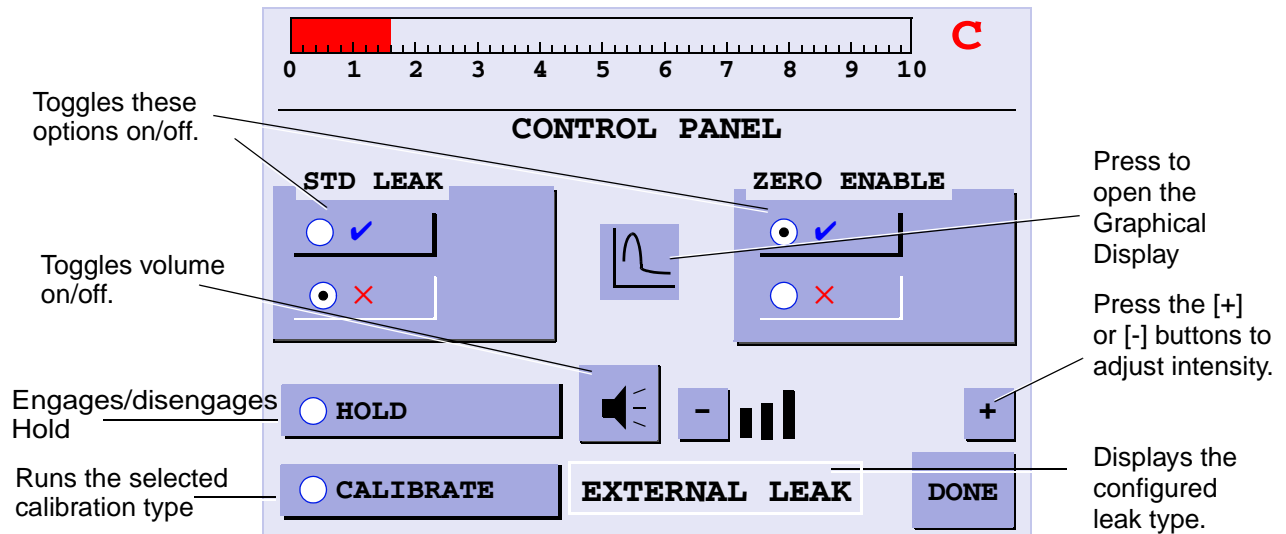 C
0 1 2 3 4 5 6 7 8 9 10
Toggles these
options on/off.
CONTROL PANEL
STD LEAK
ZERO ENABLE
Press to
open the
Graphical
Display
Toggles volume
on/off.
Press the [+]
or [-] buttons to
adjust intensity.
Engages/disengages
Hold
HOLD
-
+
Runs the selected
calibration type
CALIBRATE
EXTERNAL LEAK
DONE
Displays the
configured
leak type.